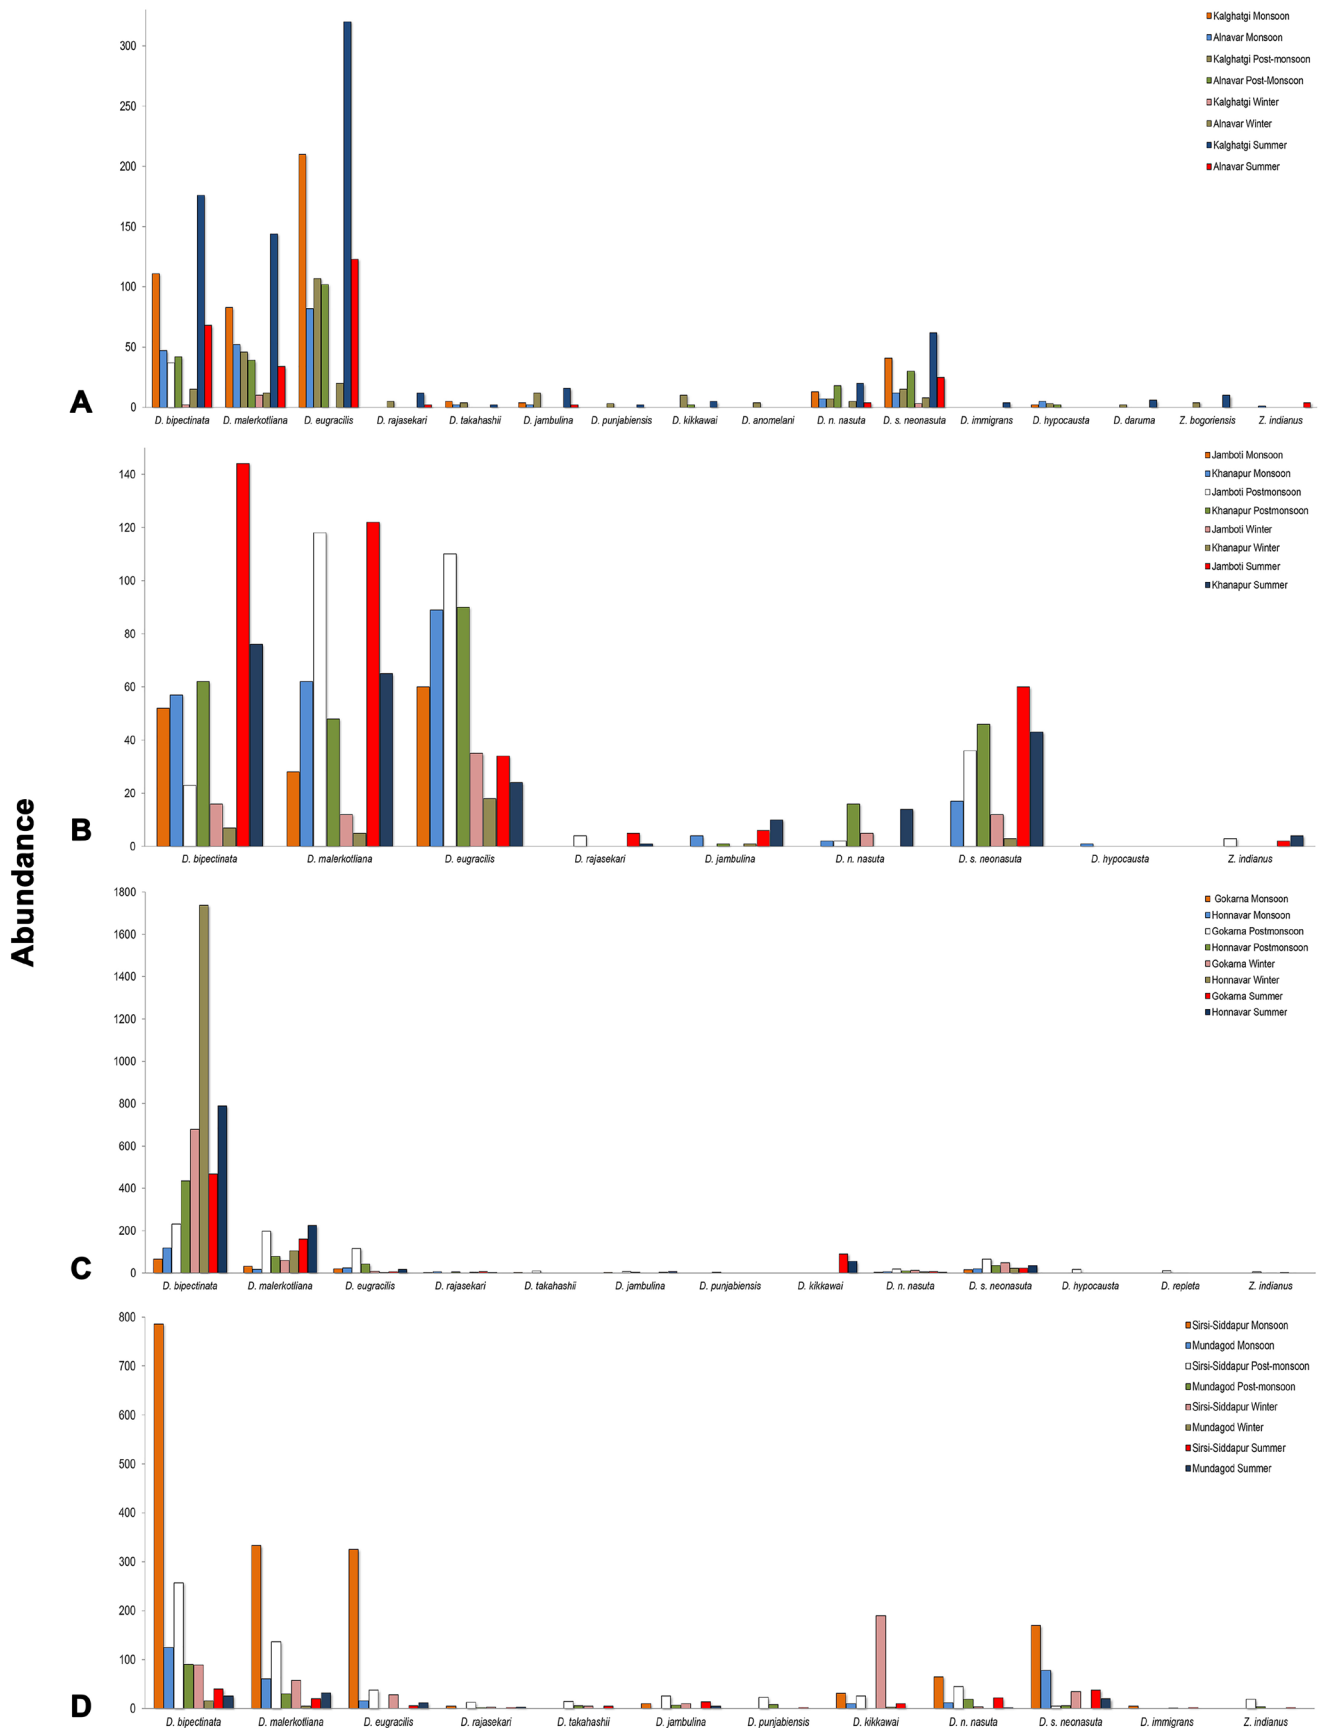 Abundance
A
300
250
200
150
100
50
0
D. bipectinata D. malerkotliana D. eugracilis D. rajasekari D. takahashii D. jambulina D. punjabiensis D. kikkawai D. anomelani D. n. nasuta D. s. neonasuta D. immigrans D. hypocausta D. daruma Z. bogoriensis Z. indianus
Kalghatgi Monsoon
Alnavar Monsoon
Kalghatgi Post-monsoon
Alnavar Post-Monsoon
Kalghatgi Winter
Alnavar Winter
Kalghatgi Summer
Alnavar Summer
B
140
120
100
80
60
40
20
0
D. bipectinata D. malerkotliana D. eugracilis D. rajasekari D. jambulina D. n. nasuta D. s. neonasuta D. hypocausta Z. indianus
Jamboti Monsoon
Khanapur Monsoon
Jamboti Postmonsoon
Khanapur Postmonsoon
Jamboti Winter
Khanapur Winter
Jamboti Summer
Khanapur Summer
C
1800
1600
1400
1200
1000
800
600
400
200
0
D. bipectinata D. malerkotliana D. eugracilis D. rajasekari D. takahashii D. jambulina D. punjabiensis D. kikkawai D. n. nasuta D. s. neonasuta D. hypocausta D. repleta Z. indianus
Gokarna Monsoon
Honnavar Monsoon
Gokarna Postmonsoon
Honnavar Postmonsoon
Gokarna Winter
Honnavar Winter
Gokarna Summer
Honnavar Summer
D
800
700
600
500
400
300
200
100
0
D. bipectinata D. malerkotliana D. eugracilis D. rajasekari D. takahashii D. jambulina D. punjabiensis D. kikkawai D. n. nasuta D. s. neonasuta D. immigrans Z. indianus
Sirsi-Siddapur Monsoon
Mundagod Monsoon
Sirsi-Siddapur Post-monsoon
Mundagod Post-monsoon
Sirsi-Siddapur Winter
Mundagod Winter
Sirsi-Siddapur Summer
Mundagod Summer